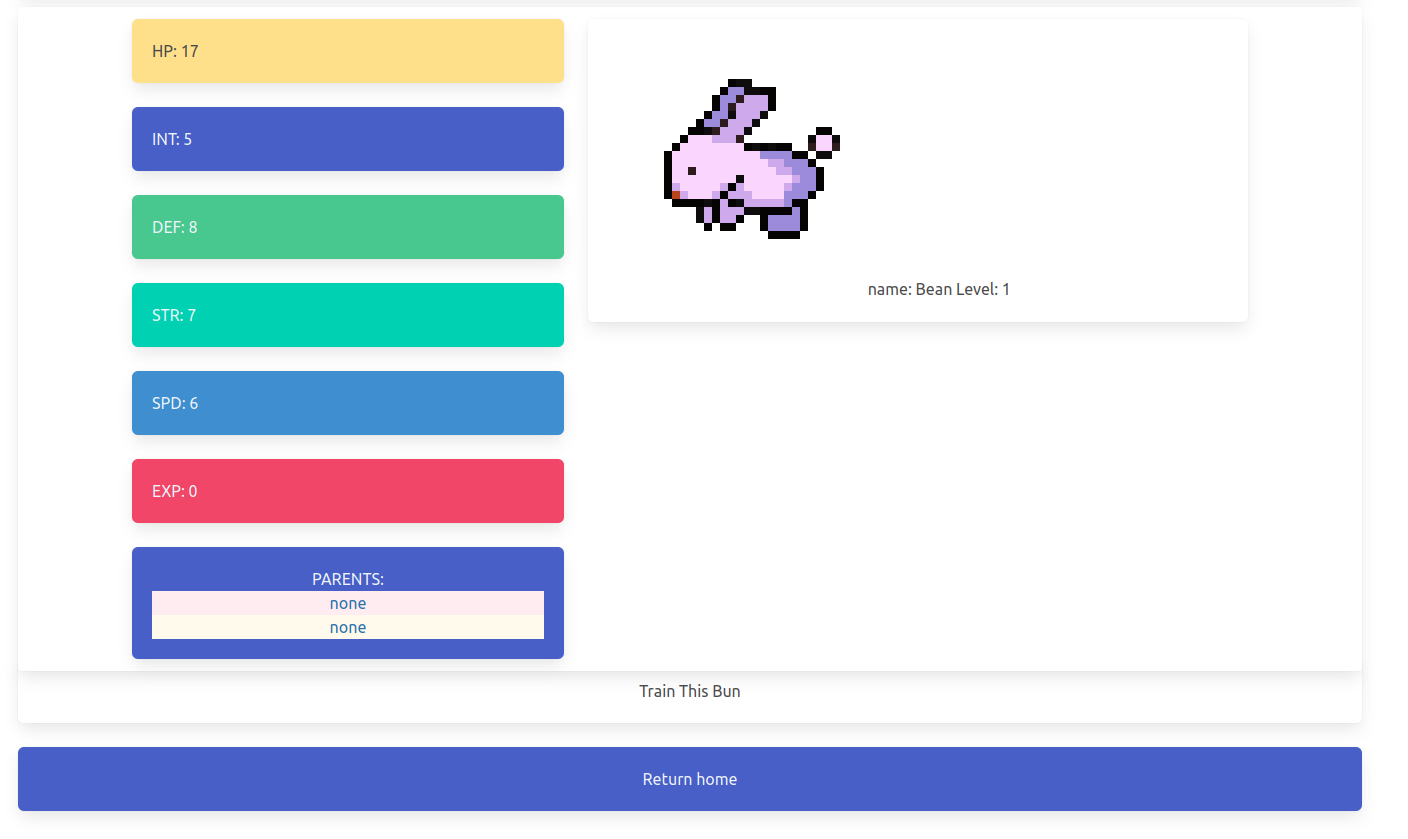 HP: 17
INT: 5
DEF: 8
STR: 7
SPD: 6
EXP: 0
PARENTS:
none
none
name: Bean Level: 1
Train This Bun
Return home